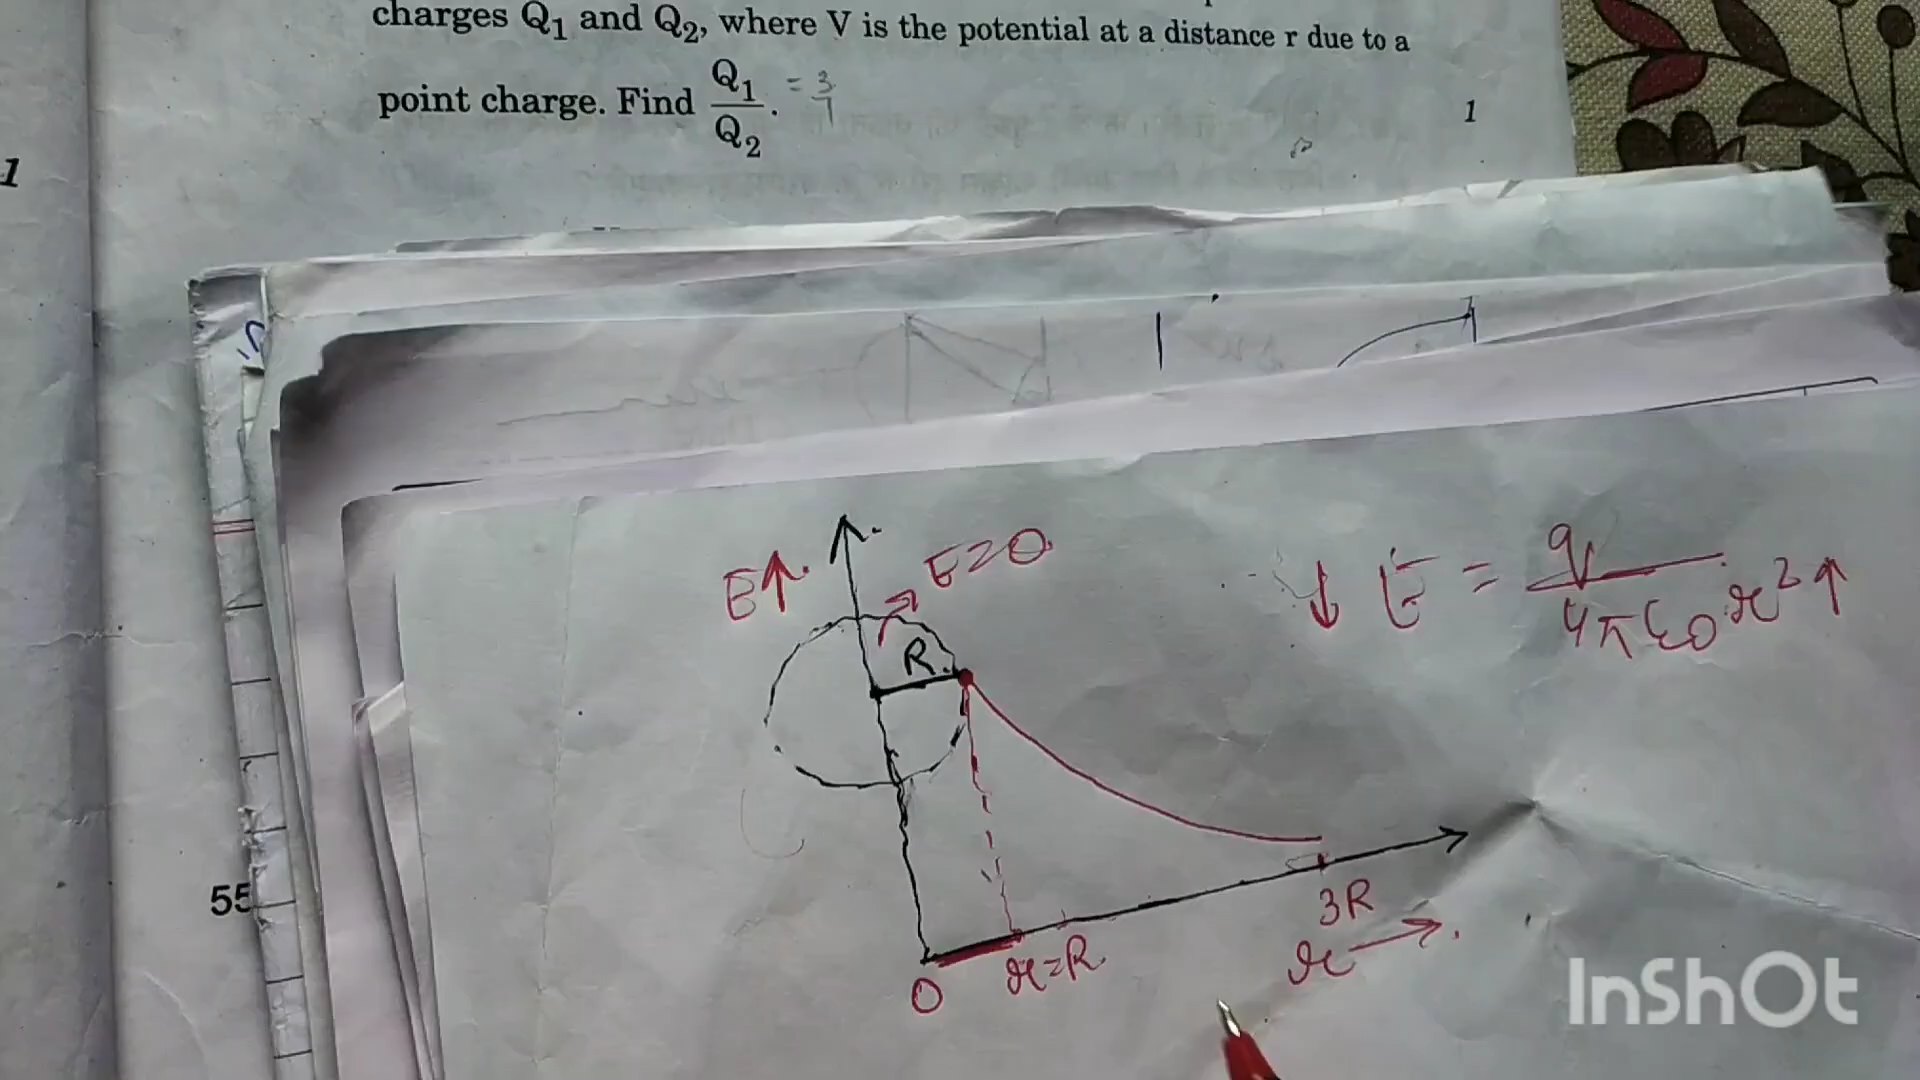 charges Q₁ and Q₂, where V is the potential at a distance r due to a
point charge. Find Q₁/Q₂. = 3/1
1
1
55
E↑
E=0
R
↓ E = q/4πε₀r²↑
O
r=R
3R
r→
InShOt